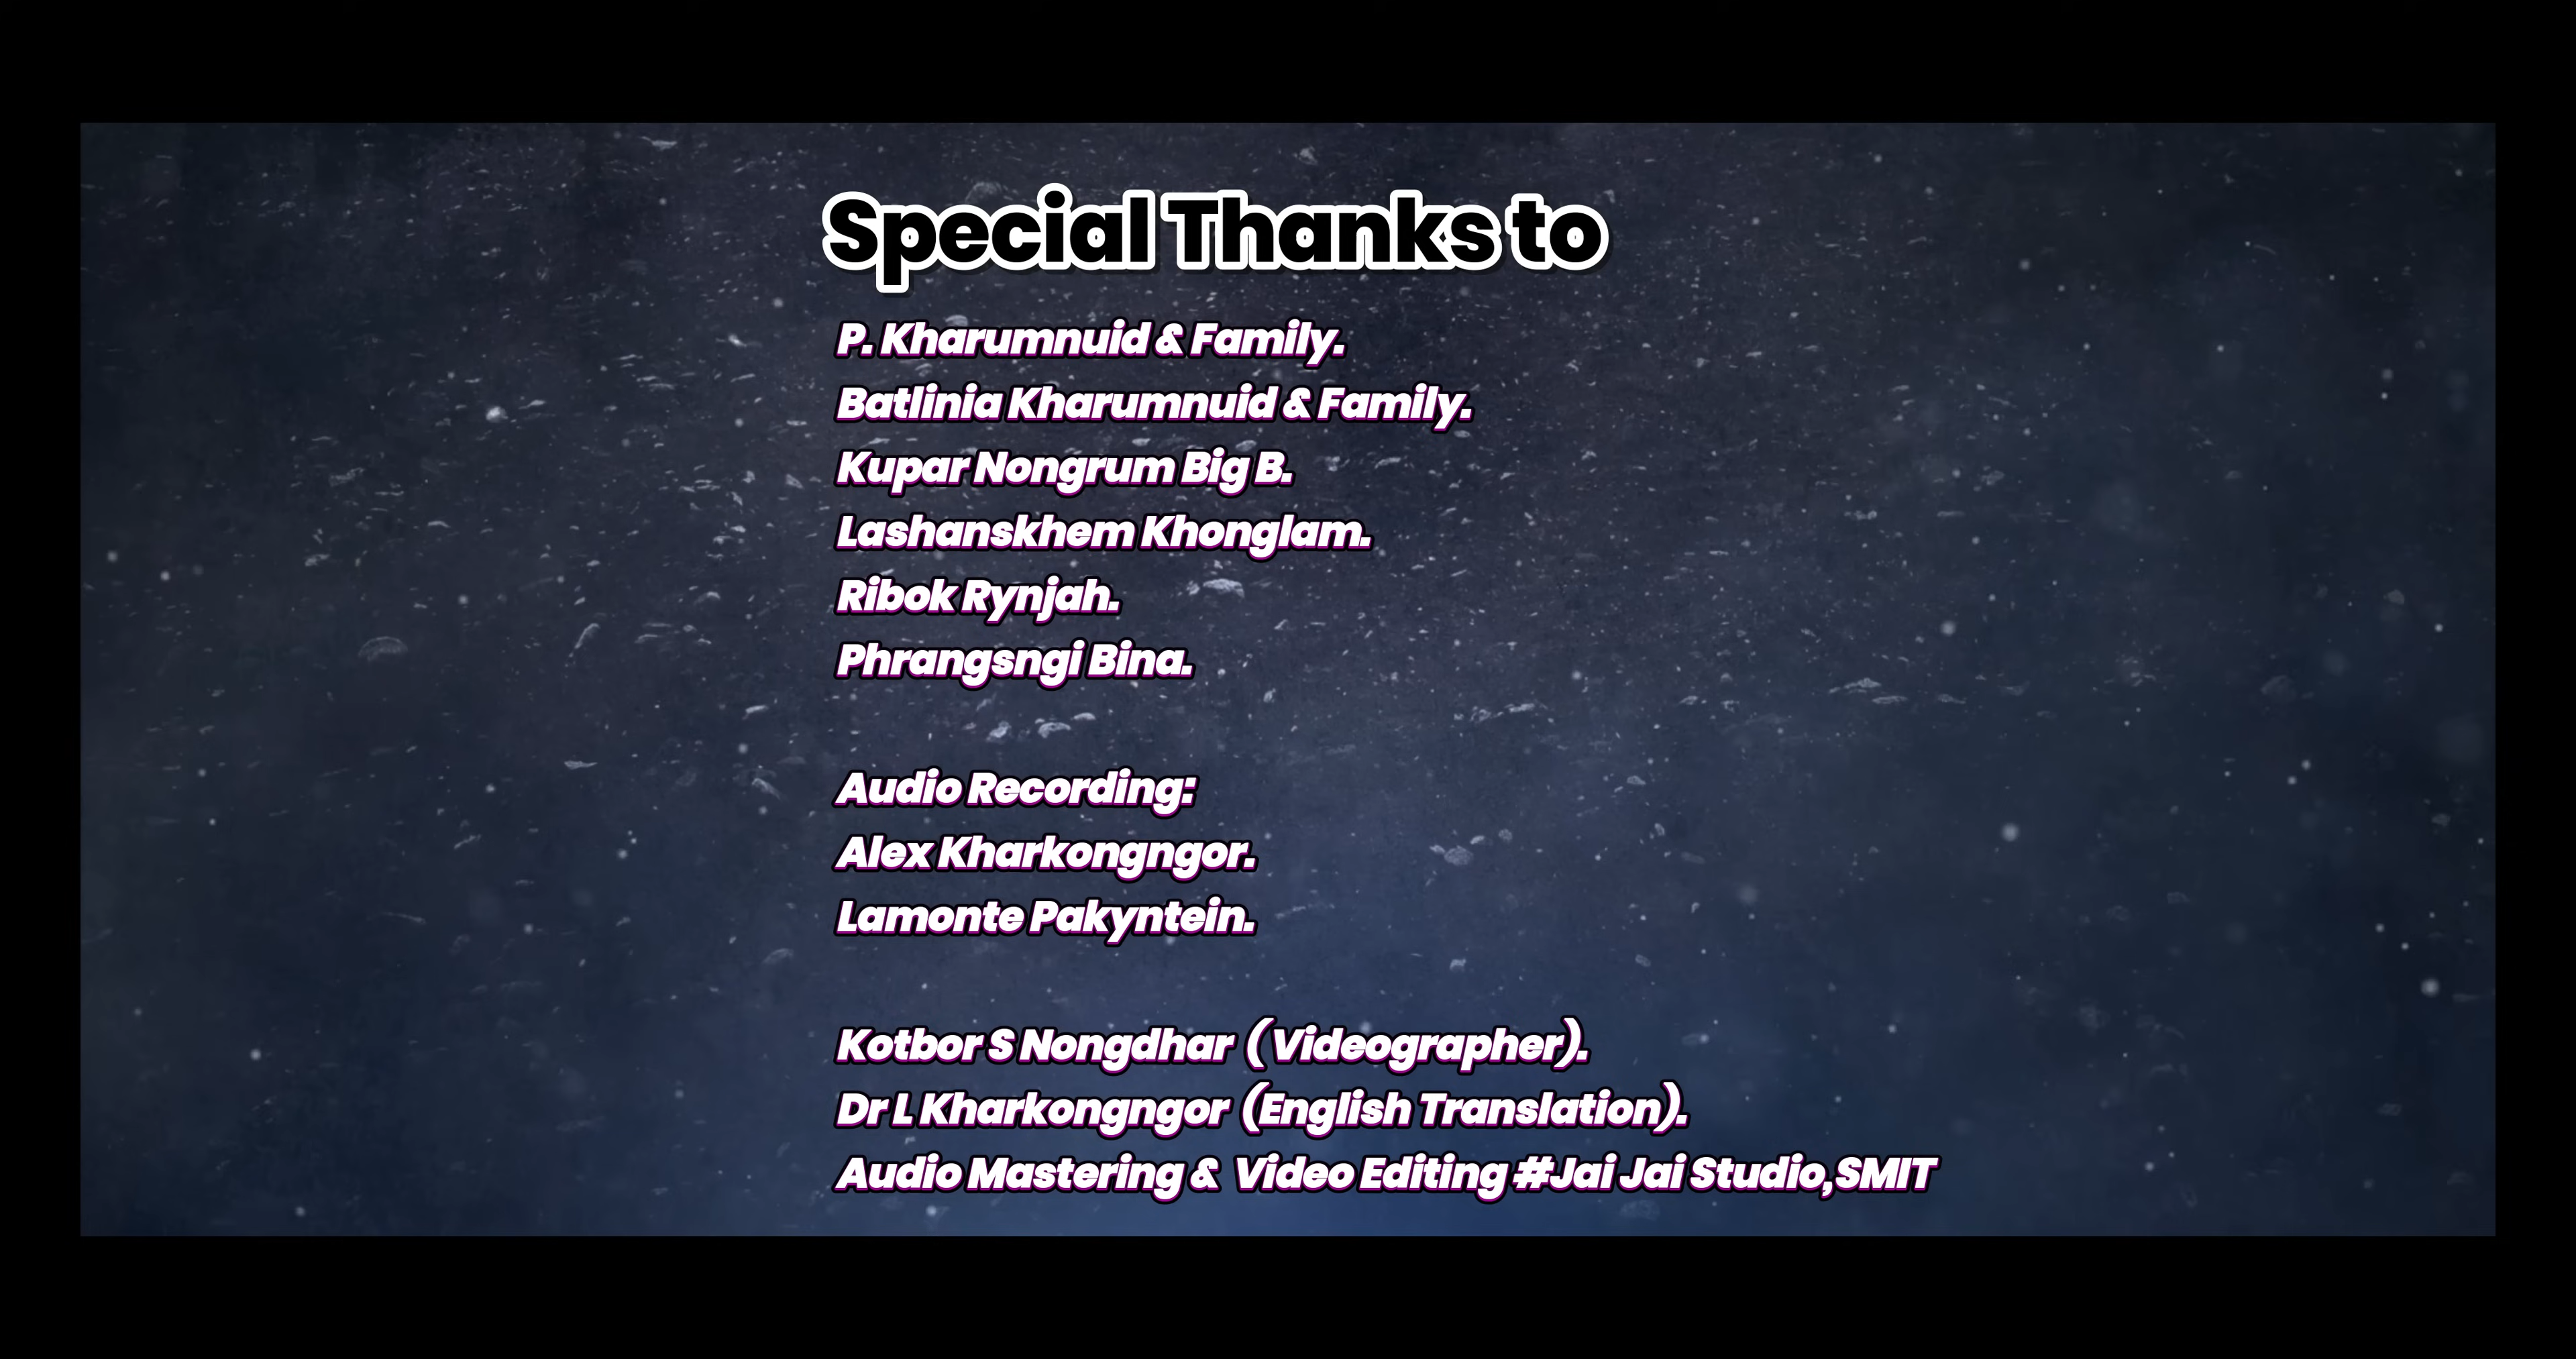 Special Thanks to
P. Kharumnuid & Family.
Batlinia Kharumnuid & Family.
Kupar Nongrum Big B.
Lashanskhem Khonglam.
Ribok Rynjah.
Phrangsngi Bina.
Audio Recording:
Alex Kharkongngor.
Lamonte Pakyntein.
Kotbor S Nongdhar ( Videographer).
Dr L Kharkongngor (English Translation).
Audio Mastering & Video Editing #Jai Jai Studio,SMIT